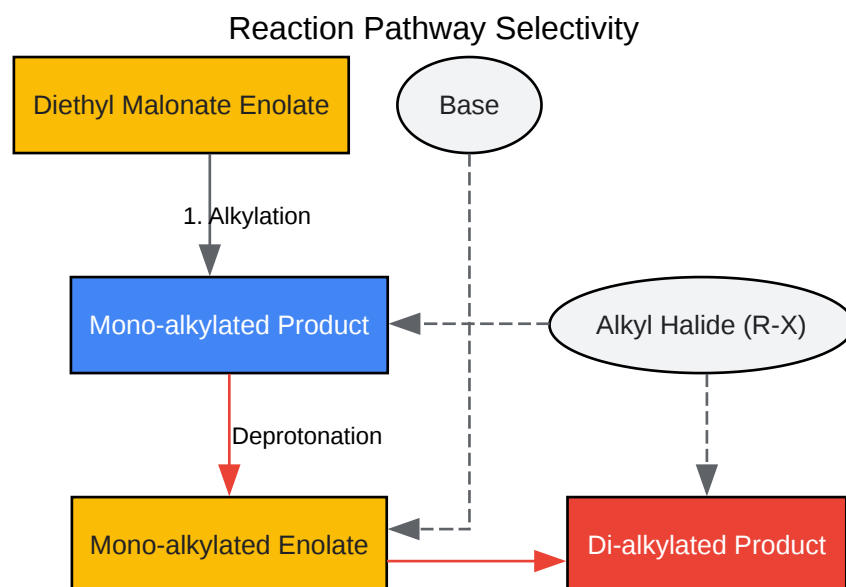 Reaction Pathway Selectivity
Diethyl Malonate Enolate
Base
1. Alkylation
Mono-alkylated Product
Alkyl Halide (R-X)
Deprotonation
Mono-alkylated Enolate
Di-alkylated Product